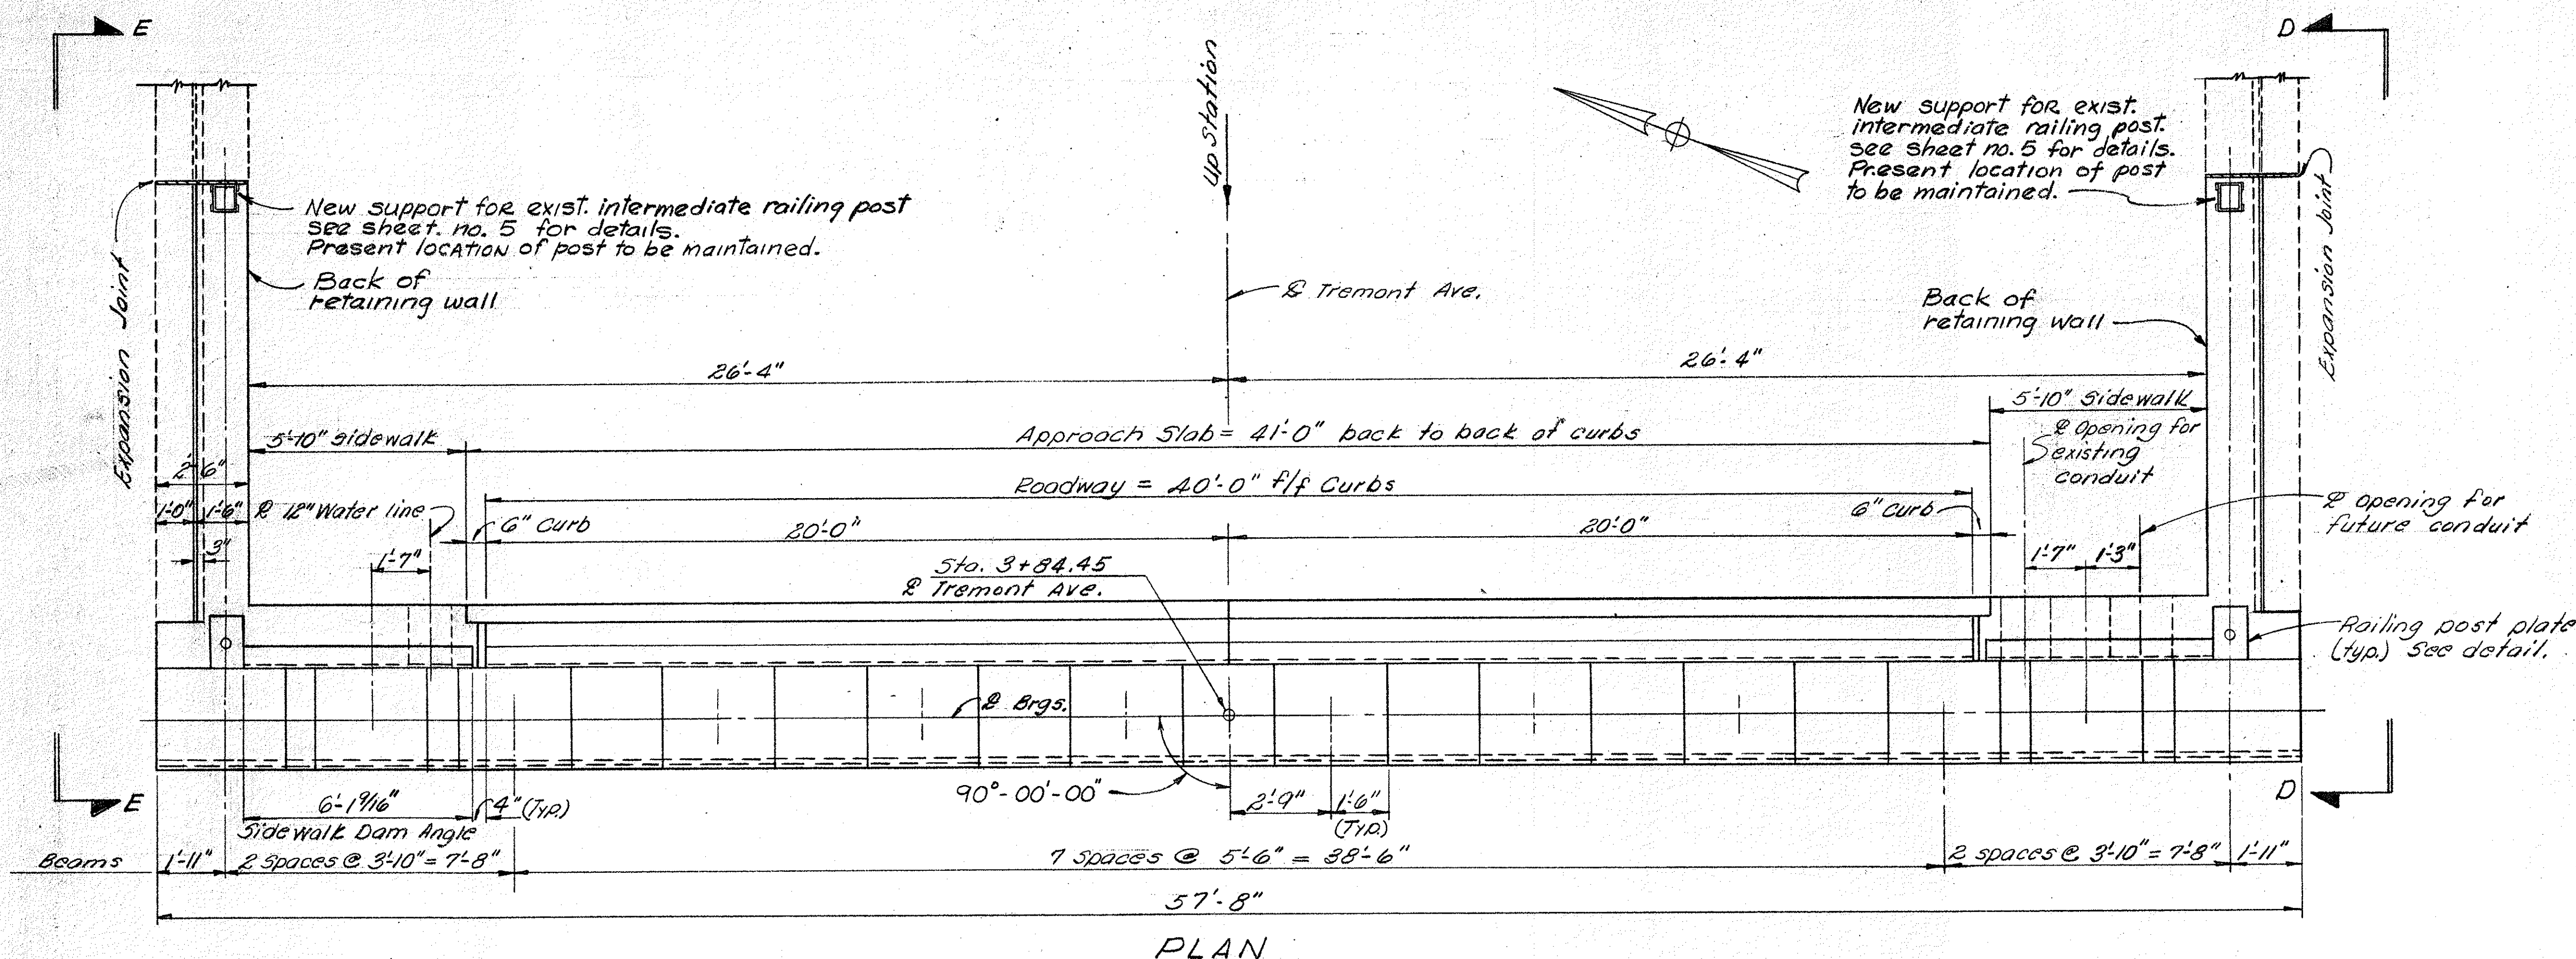 E
D
Up Station
New support for exist.
intermediate railing post.
see sheet no. 5 for details.
Present location of post
to be maintained.
New support for exist. intermediate railing post
see sheet. no. 5 for details.
Present location of post to be maintained.
Back of
retaining wall
Expansion Joint
℄ Tremont Ave.
Back of
retaining wall
Expansion Joint
26'-4"
26'-4"
5'-10" Sidewalk
Approach Slab = 41'-0" back to back of curbs
5'-10" Sidewalk
℄ Opening for
existing
conduit
2'-6"
Roadway = 40'-0" f/f Curbs
1'-0"
1'-6"
℄ 12" Water line
6" Curb
20'-0"
20'-0"
6" Curb
℄ Opening for
future conduit
3"
1'-7"
1'-7"
1'-3"
Sta. 3+84.45
℄ Tremont Ave.
Railing post plate
(typ.) See detail.
℄ Brgs.
90°-00'-00"
E
6'-1 9/16"
4" (Typ.)
2'-9"
1'-6"
(Typ.)
D
Sidewalk Dam Angle
Beams
1'-11"
2 Spaces @ 3'-10" = 7'-8"
7 Spaces @ 5'-6" = 38'-6"
2 spaces @ 3'-10" = 7'-8"
1'-11"
57'-8"
PLAN